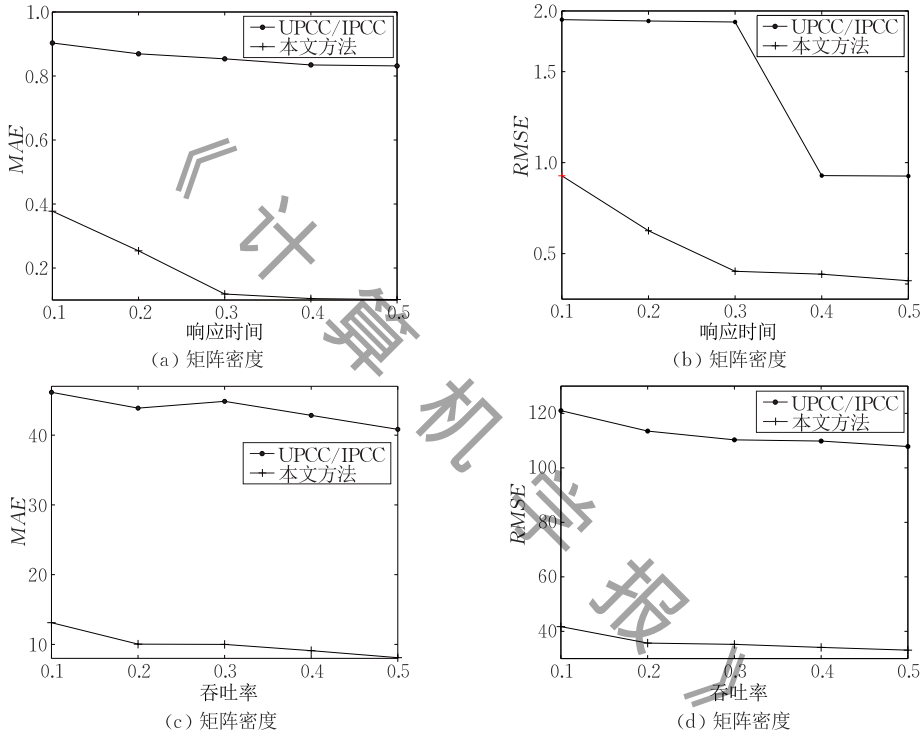 1.0
0.8
0.6
0.4
0.2
MAE
UPCC/IPCC
本文方法
0.1 0.2 0.3 0.4 0.5
响应时间
(a) 矩阵密度
2.0
1.5
1.0
0.5
RMSE
UPCC/IPCC
本文方法
0.1 0.2 0.3 0.4 0.5
响应时间
(b) 矩阵密度
40
30
20
10
MAE
UPCC/IPCC
本文方法
0.1 0.2 0.3 0.4 0.5
吞吐率
(c) 矩阵密度
120
100
80
60
40
RMSE
UPCC/IPCC
本文方法
0.1 0.2 0.3 0.4 0.5
吞吐率
(d) 矩阵密度
《计算机学报》